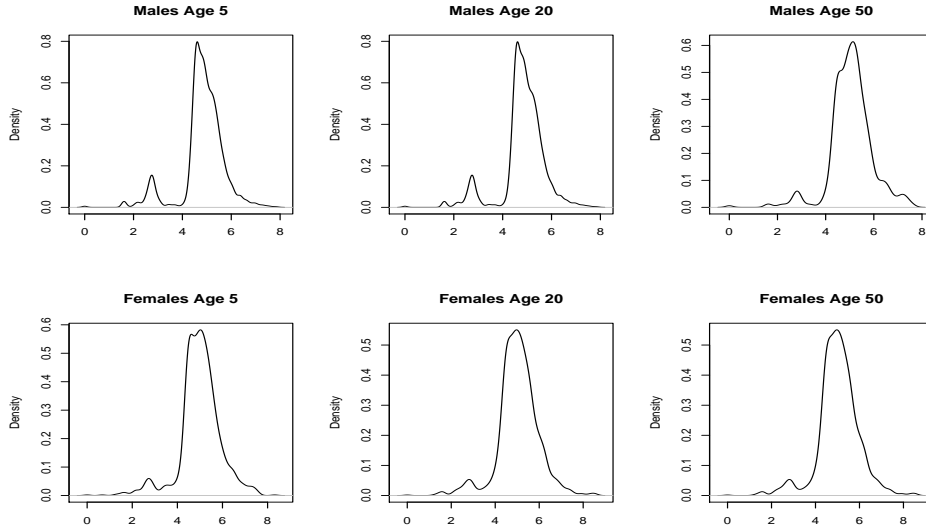 Males Age 5
Density
0.0 0.2 0.4 0.6 0.8
0 2 4 6 8
Males Age 20
Density
0.0 0.2 0.4 0.6 0.8
0 2 4 6 8
Males Age 50
Density
0.0 0.1 0.2 0.3 0.4 0.5 0.6
0 2 4 6 8
Females Age 5
Density
0.0 0.1 0.2 0.3 0.4 0.5 0.6
0 2 4 6 8
Females Age 20
Density
0.0 0.1 0.2 0.3 0.4 0.5
0 2 4 6 8
Females Age 50
Density
0.0 0.1 0.2 0.3 0.4 0.5
0 2 4 6 8